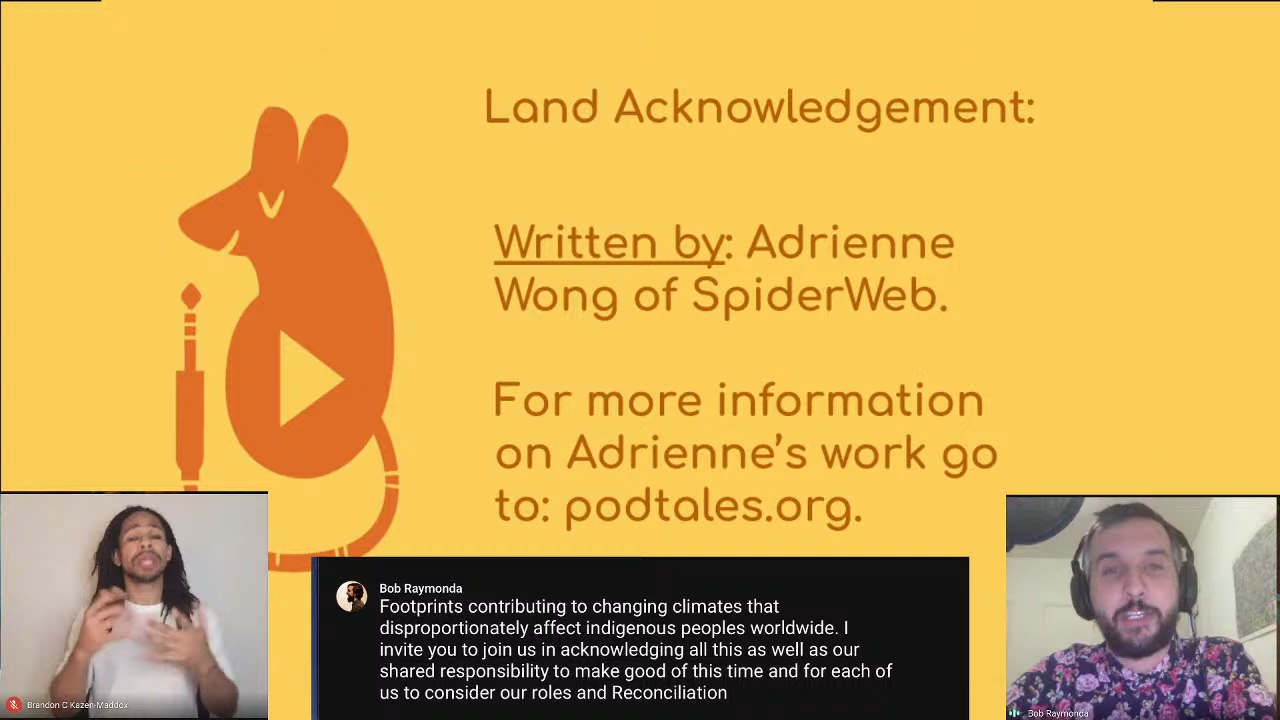 Land Acknowledgement:
Written by: Adrienne
Wong of SpiderWeb.
For more information
on Adrienne’s work go
to: podtales.org.
Bob Raymonda
Footprints contributing to changing climates that
disproportionately affect indigenous peoples worldwide. I
invite you to join us in acknowledging all this as well as our
shared responsibility to make good of this time and for each of
us to consider our roles and Reconciliation
Brandon C Kazen-Maddox
Bob Raymonda